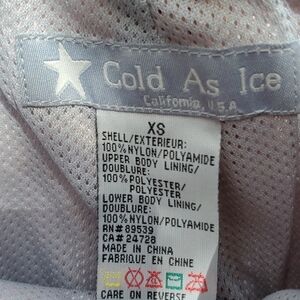 Cold As Ice
California, U.S.A.
XS
SHELL/EXTERIEUR:
100% NYLON/POLYAMIDE
UPPER BODY LINING/
DOUBLURE:
100% POLYESTER/
POLYESTER
LOWER BODY LINING/
DOUBLURE:
100% NYLON/POLYAMIDE
RN# 89539
CA# 24728
MADE IN CHINA
FABRIQUE EN CHINE
CARE ON REVERSE